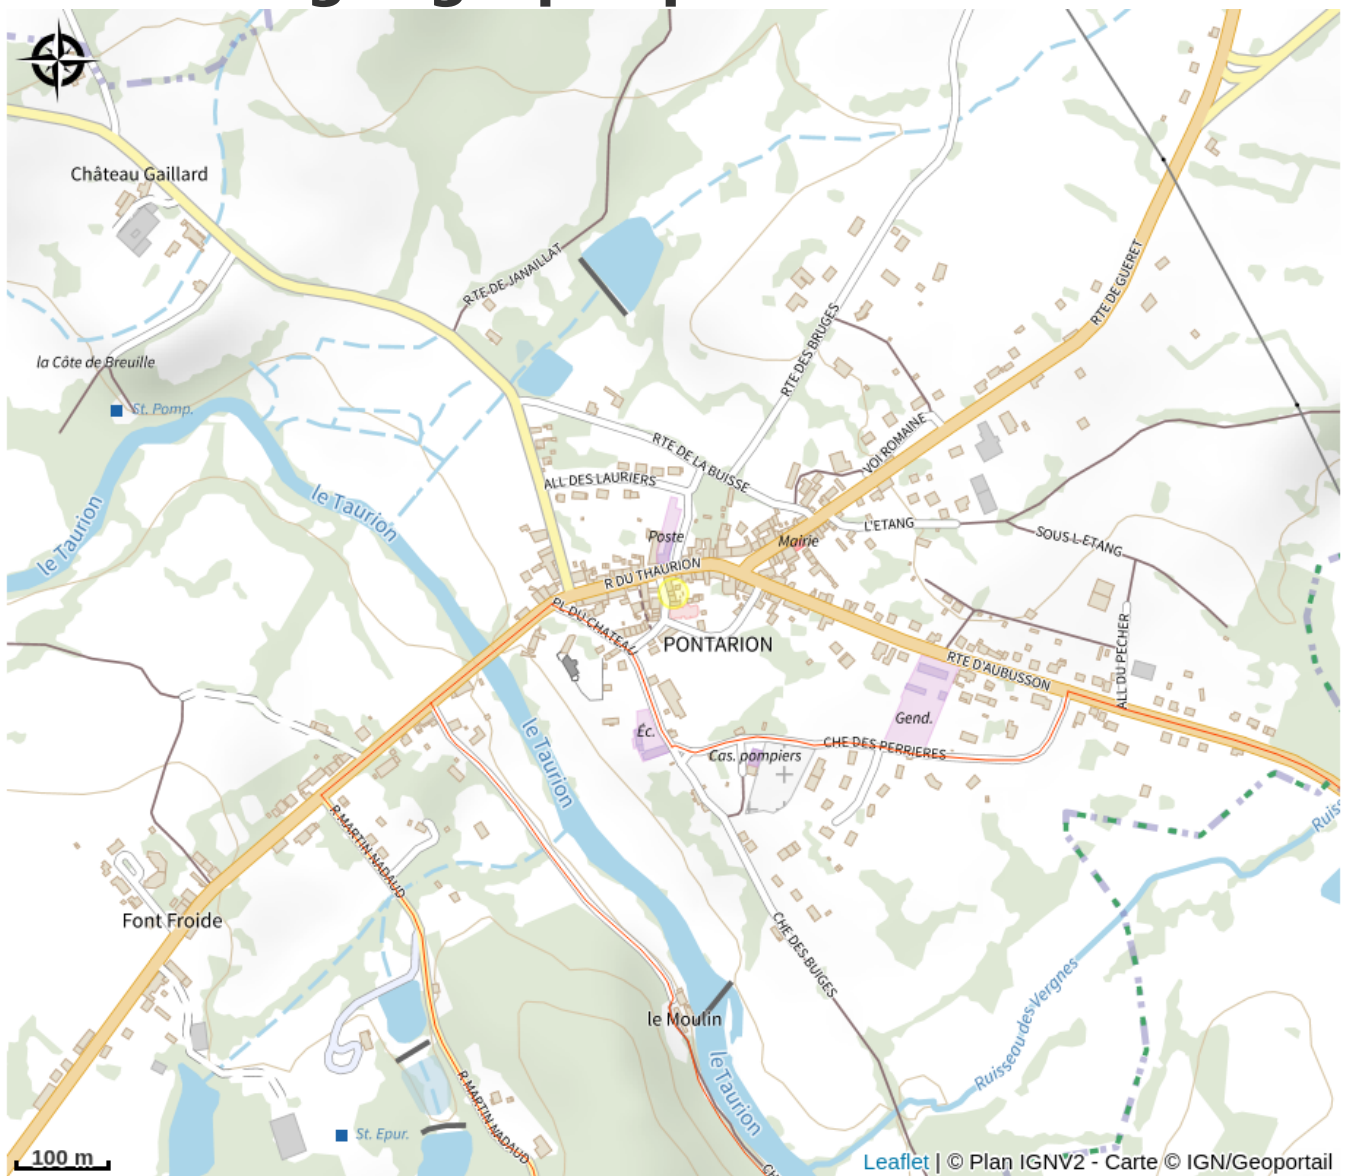 Château Gaillard
RTE-DE-JANAILLAT
RTE DE GUERET
la Côte de Breuille
St. Pomp.
RTE DES BRUGES
le Taurion
le Taurion
RTE DE LA BUISSE
VOI ROMAINE
ALL DES LAURIERS
L'ETANG
SOUS L-ETANG
Poste
Mairie
R DU THAURION
PL DU CHATEAU
PONTARION
ALL DU PECHER
RTE D'AUBUSSON
Gend.
Éc.
le Taurion
CHE DES PERRIERES
Cas. pompiers
R MARTIN NADAUD
Font Froide
CHE DES BUIGES
Ruisseau des Vergnes
le Moulin
le Taurion
R MARTIN NADAUD
St. Epur.
100 m
Leaflet | © Plan IGNV2 - Carte © IGN/Geoportail